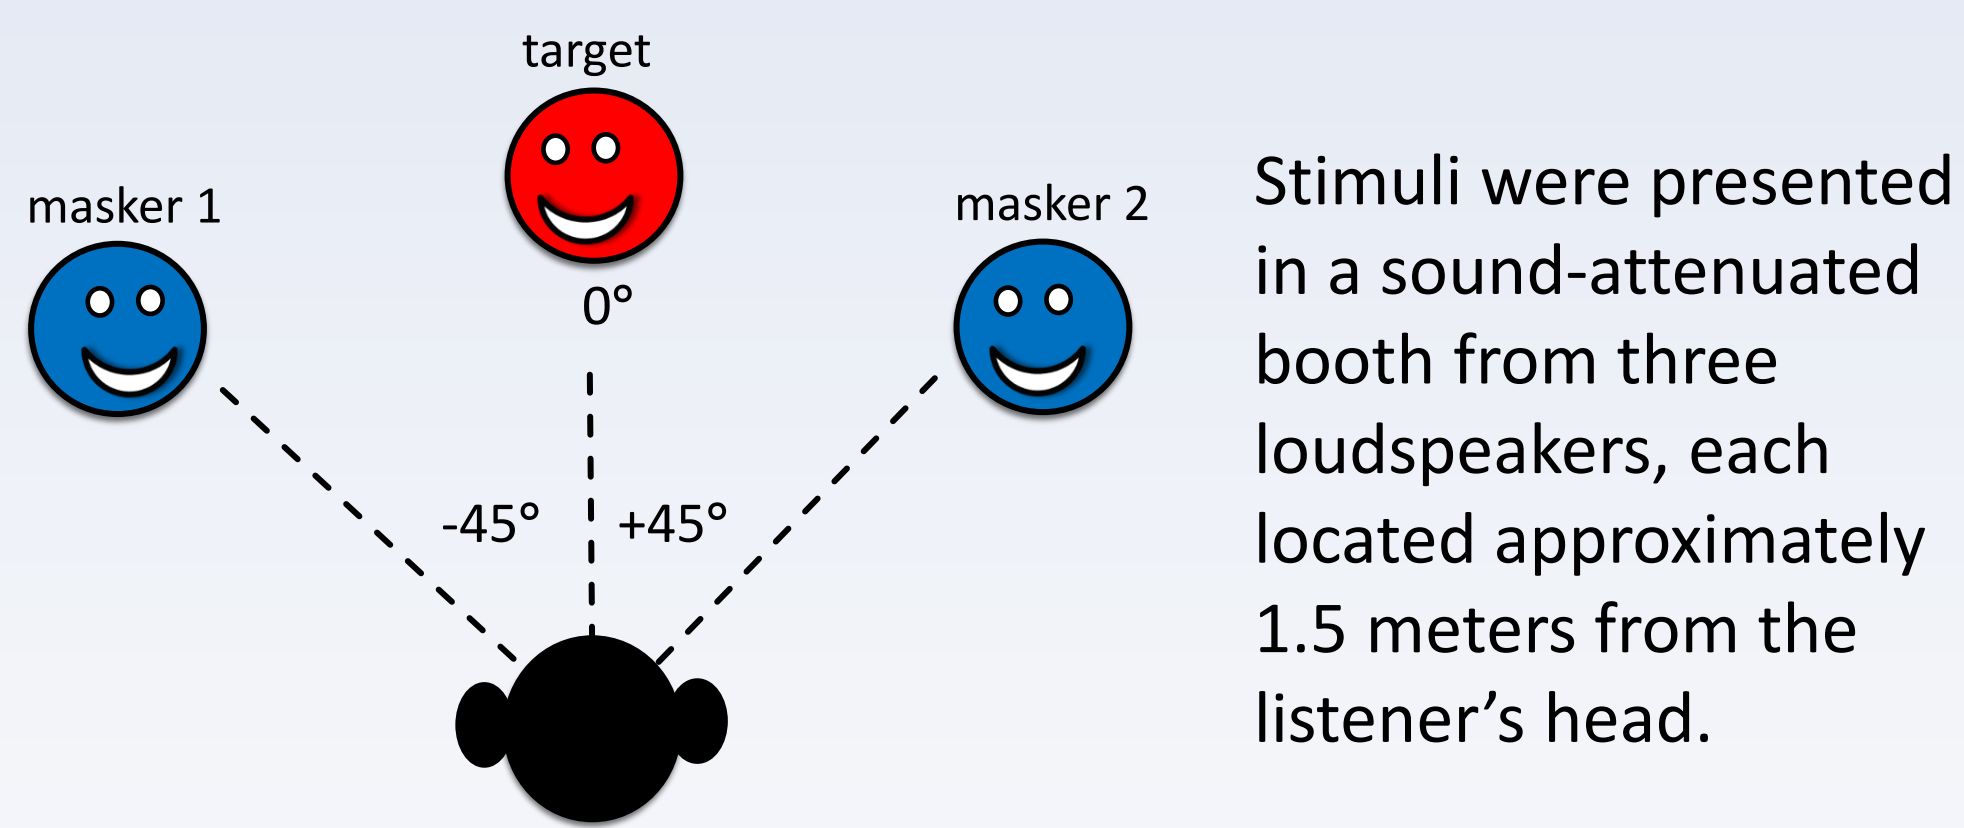 target
masker 1
masker 2
0°
-45°
+45°
Stimuli were presented
in a sound-attenuated
booth from three
loudspeakers, each
located approximately
1.5 meters from the
listener’s head.